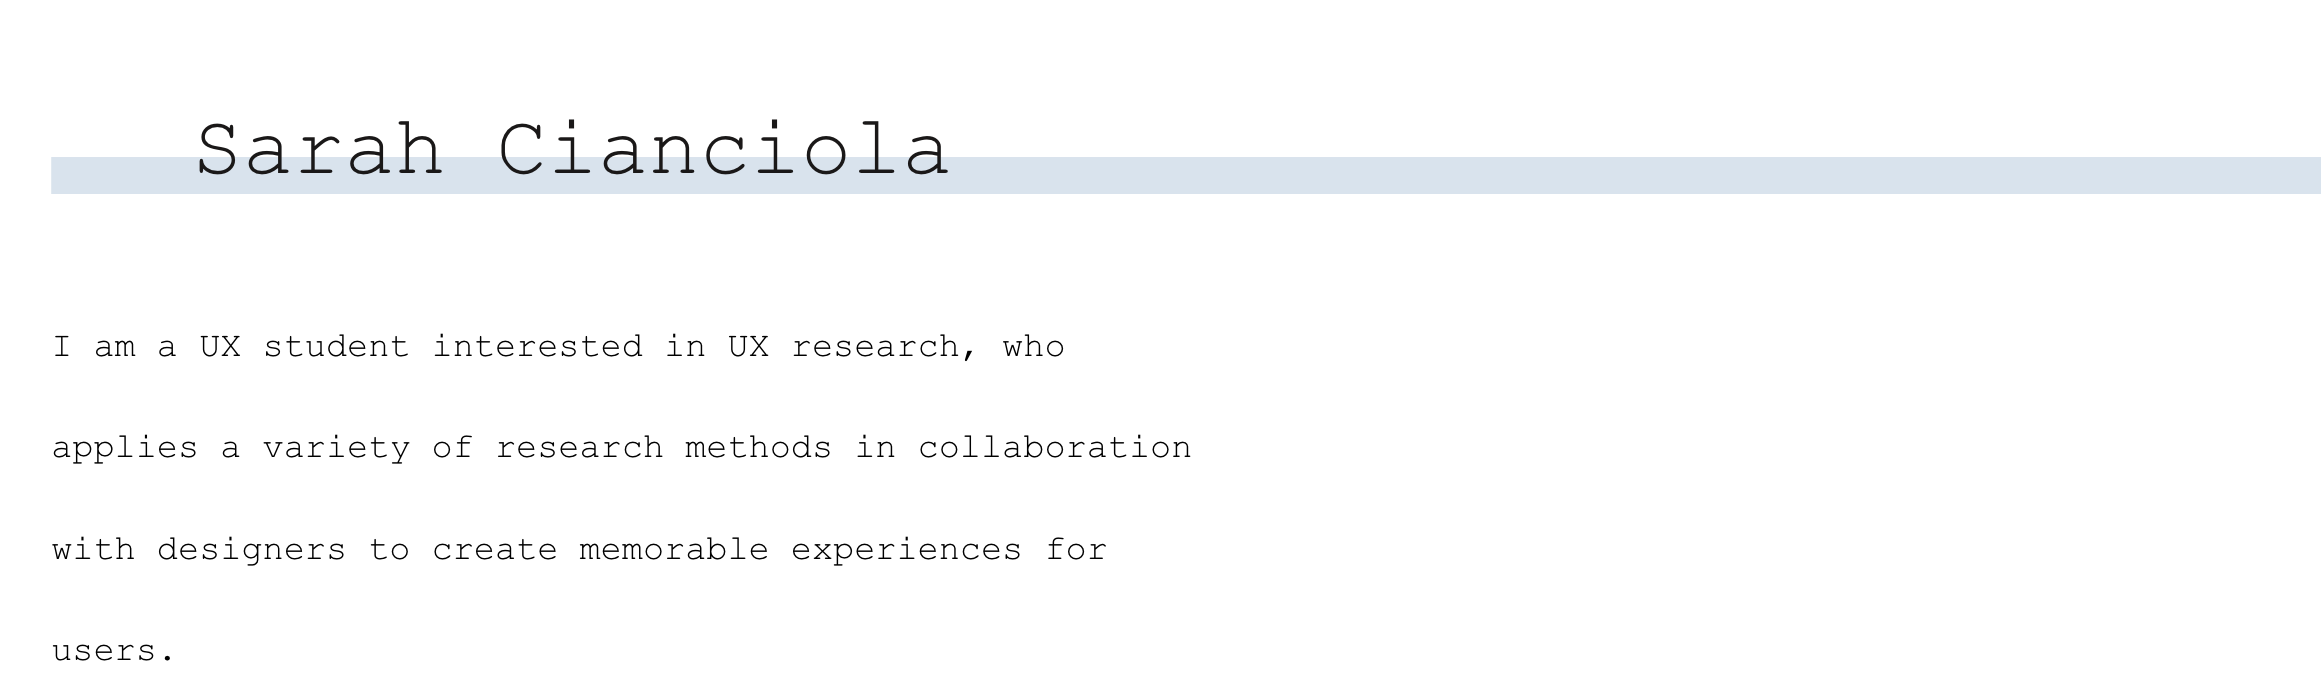 Sarah Cianciola
I am a UX student interested in UX research, who
applies a variety of research methods in collaboration
with designers to create memorable experiences for
users.